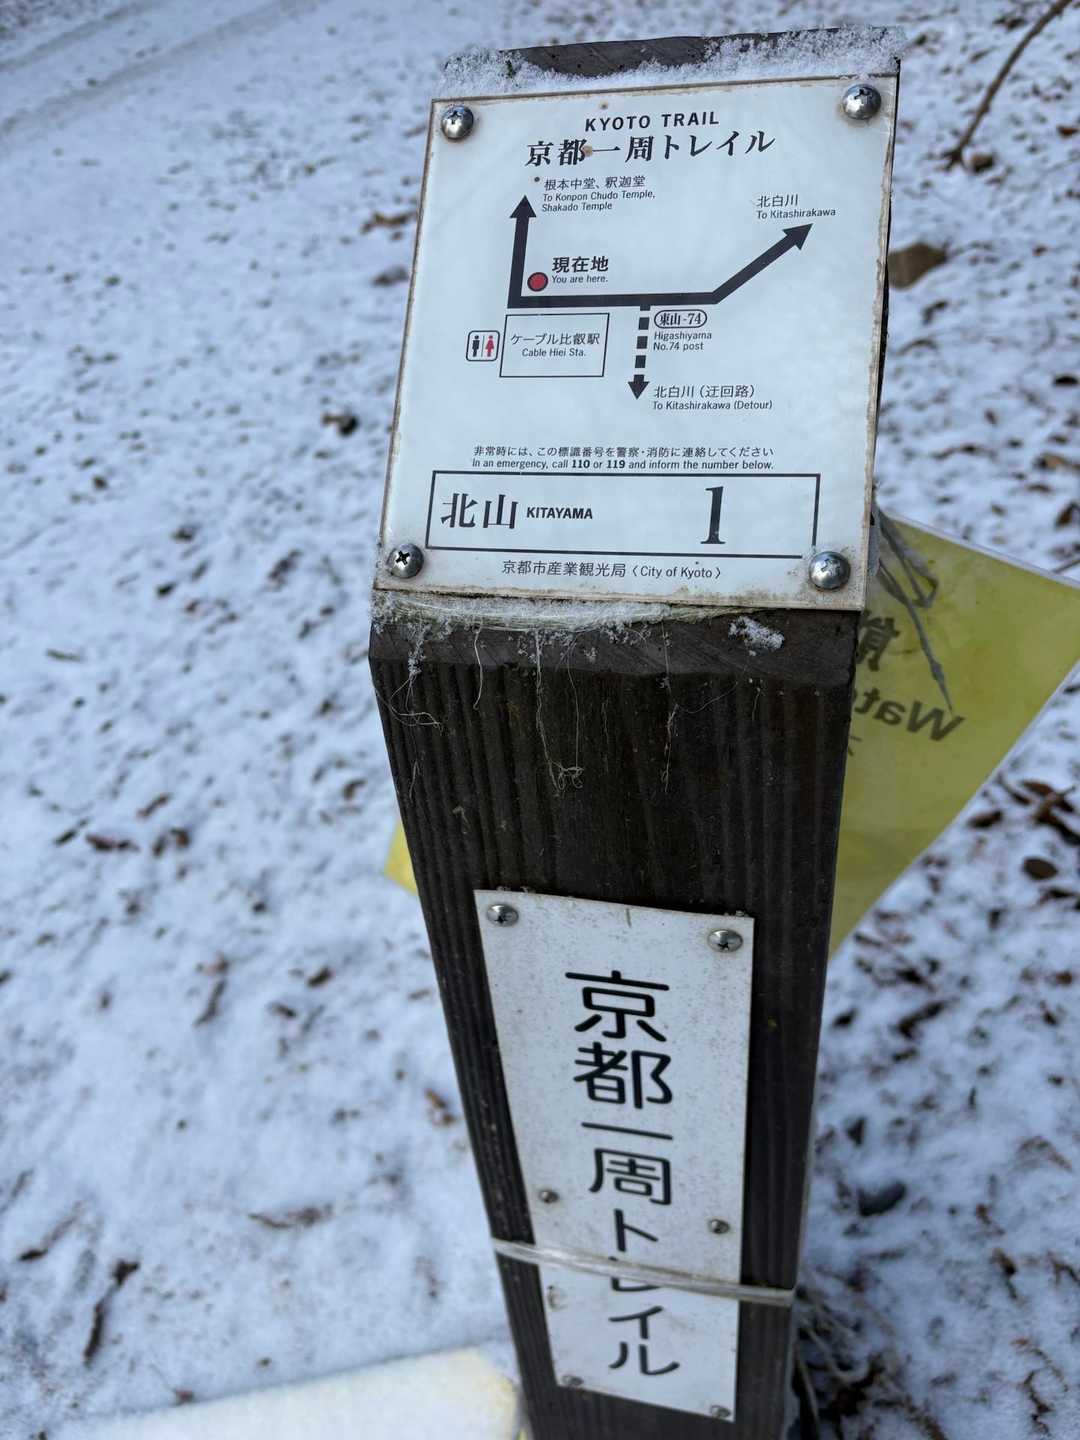 KYOTO TRAIL
京都一周トレイル
根本中堂、釈迦堂
To Konpon Chudo Temple,
Shakado Temple
北白川
To Kitashirakawa
現在地
You are here.
東山-74
Higashiyama
No.74 post
ケーブル比叡駅
Cable Hiei Sta.
北白川（迂回路）
To Kitashirakawa (Detour)
非常時には、この標識番号を警察・消防に連絡してください
In an emergency, call 110 or 119 and inform the number below.
北山 KITAYAMA 1
京都市産業観光局〈City of Kyoto〉
京都一周トレイル